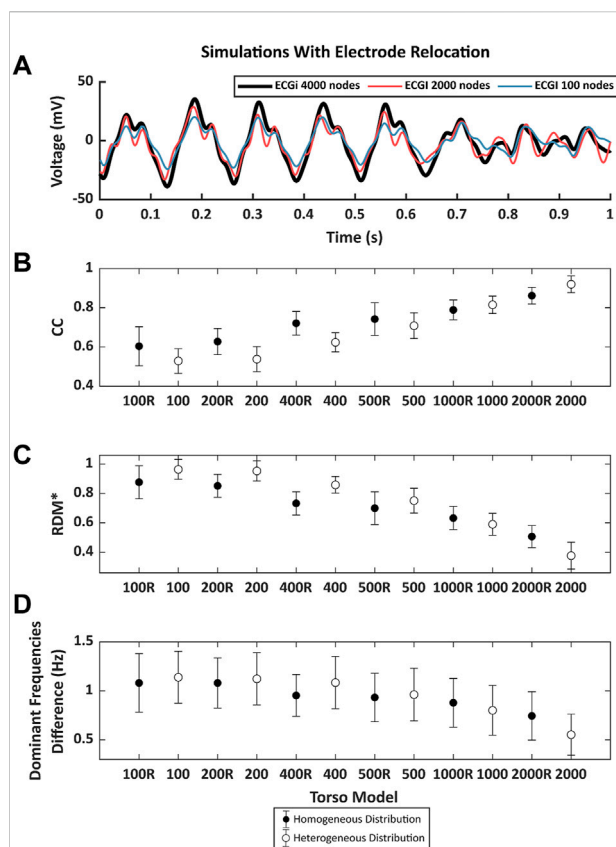 Simulations With Electrode Relocation
A
ECGi 4000 nodes
ECGI 2000 nodes
ECGI 100 nodes
Voltage (mV)
50
0
-50
0 0.1 0.2 0.3 0.4 0.5 0.6 0.7 0.8 0.9 1
Time (s)
B
CC
1
0.8
0.6
0.4
100R 100 200R 200 400R 400 500R 500 1000R 1000 2000R 2000
C
RDM*
1
0.8
0.6
0.4
100R 100 200R 200 400R 400 500R 500 1000R 1000 2000R 2000
D
Dominant Frequencies
Difference (Hz)
1.5
1
0.5
100R 100 200R 200 400R 400 500R 500 1000R 1000 2000R 2000
Torso Model
Homogeneous Distribution
Heterogeneous Distribution